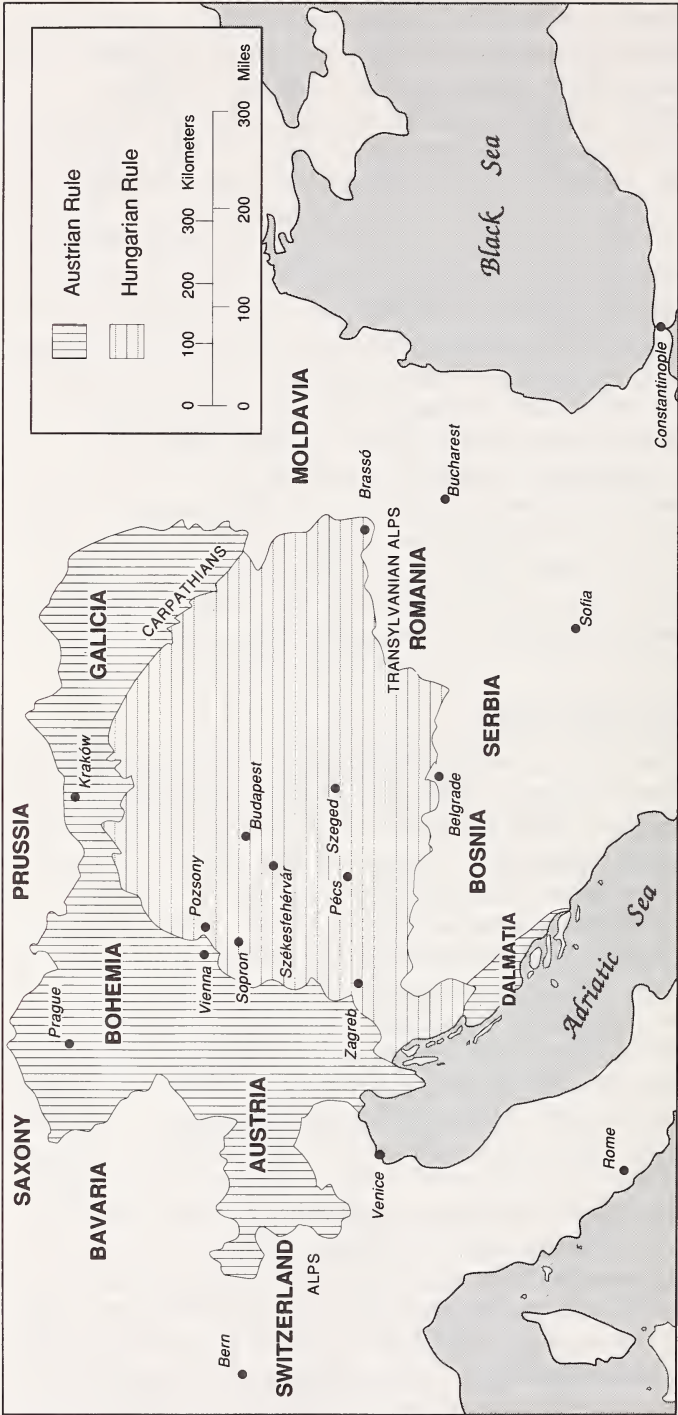 Austrian Rule
Hungarian Rule
0 100 200 300 Kilometers
0 100 200 300 Miles
SAXONY
PRUSSIA
Prague
Kraków
GALICIA
BOHEMIA
CARPATHIANS
BAVARIA
Vienna
Pozsony
Sopron
Budapest
MOLDAVIA
Bern
AUSTRIA
Székesfehérvár
SWITZERLAND
ALPS
Zagreb
Pécs
Szeged
Brassó
TRANSYLVANIAN ALPS
ROMANIA
Venice
Belgrade
Bucharest
BOSNIA
SERBIA
DALMATIA
Sofia
Black Sea
Adriatic Sea
Rome
Constantinople